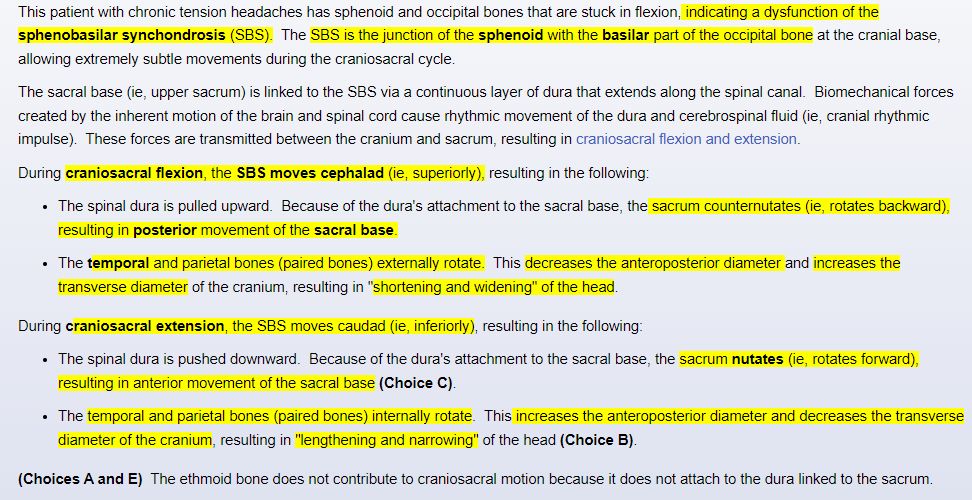 This patient with chronic tension headaches has sphenoid and occipital bones that are stuck in flexion, indicating a dysfunction of the
sphenobasilar synchondrosis (SBS).  The SBS is the junction of the sphenoid with the basilar part of the occipital bone at the cranial base,
allowing extremely subtle movements during the craniosacral cycle.
The sacral base (ie, upper sacrum) is linked to the SBS via a continuous layer of dura that extends along the spinal canal.  Biomechanical forces
created by the inherent motion of the brain and spinal cord cause rhythmic movement of the dura and cerebrospinal fluid (ie, cranial rhythmic
impulse).  These forces are transmitted between the cranium and sacrum, resulting in craniosacral flexion and extension.
During craniosacral flexion, the SBS moves cephalad (ie, superiorly), resulting in the following:
• The spinal dura is pulled upward.  Because of the dura's attachment to the sacral base, the sacrum counternutates (ie, rotates backward),
resulting in posterior movement of the sacral base.
• The temporal and parietal bones (paired bones) externally rotate.  This decreases the anteroposterior diameter and increases the
transverse diameter of the cranium, resulting in "shortening and widening" of the head.
During craniosacral extension, the SBS moves caudad (ie, inferiorly), resulting in the following:
• The spinal dura is pushed downward.  Because of the dura's attachment to the sacral base, the sacrum nutates (ie, rotates forward),
resulting in anterior movement of the sacral base (Choice C).
• The temporal and parietal bones (paired bones) internally rotate.  This increases the anteroposterior diameter and decreases the transverse
diameter of the cranium, resulting in "lengthening and narrowing" of the head (Choice B).
(Choices A and E)  The ethmoid bone does not contribute to craniosacral motion because it does not attach to the dura linked to the sacrum.